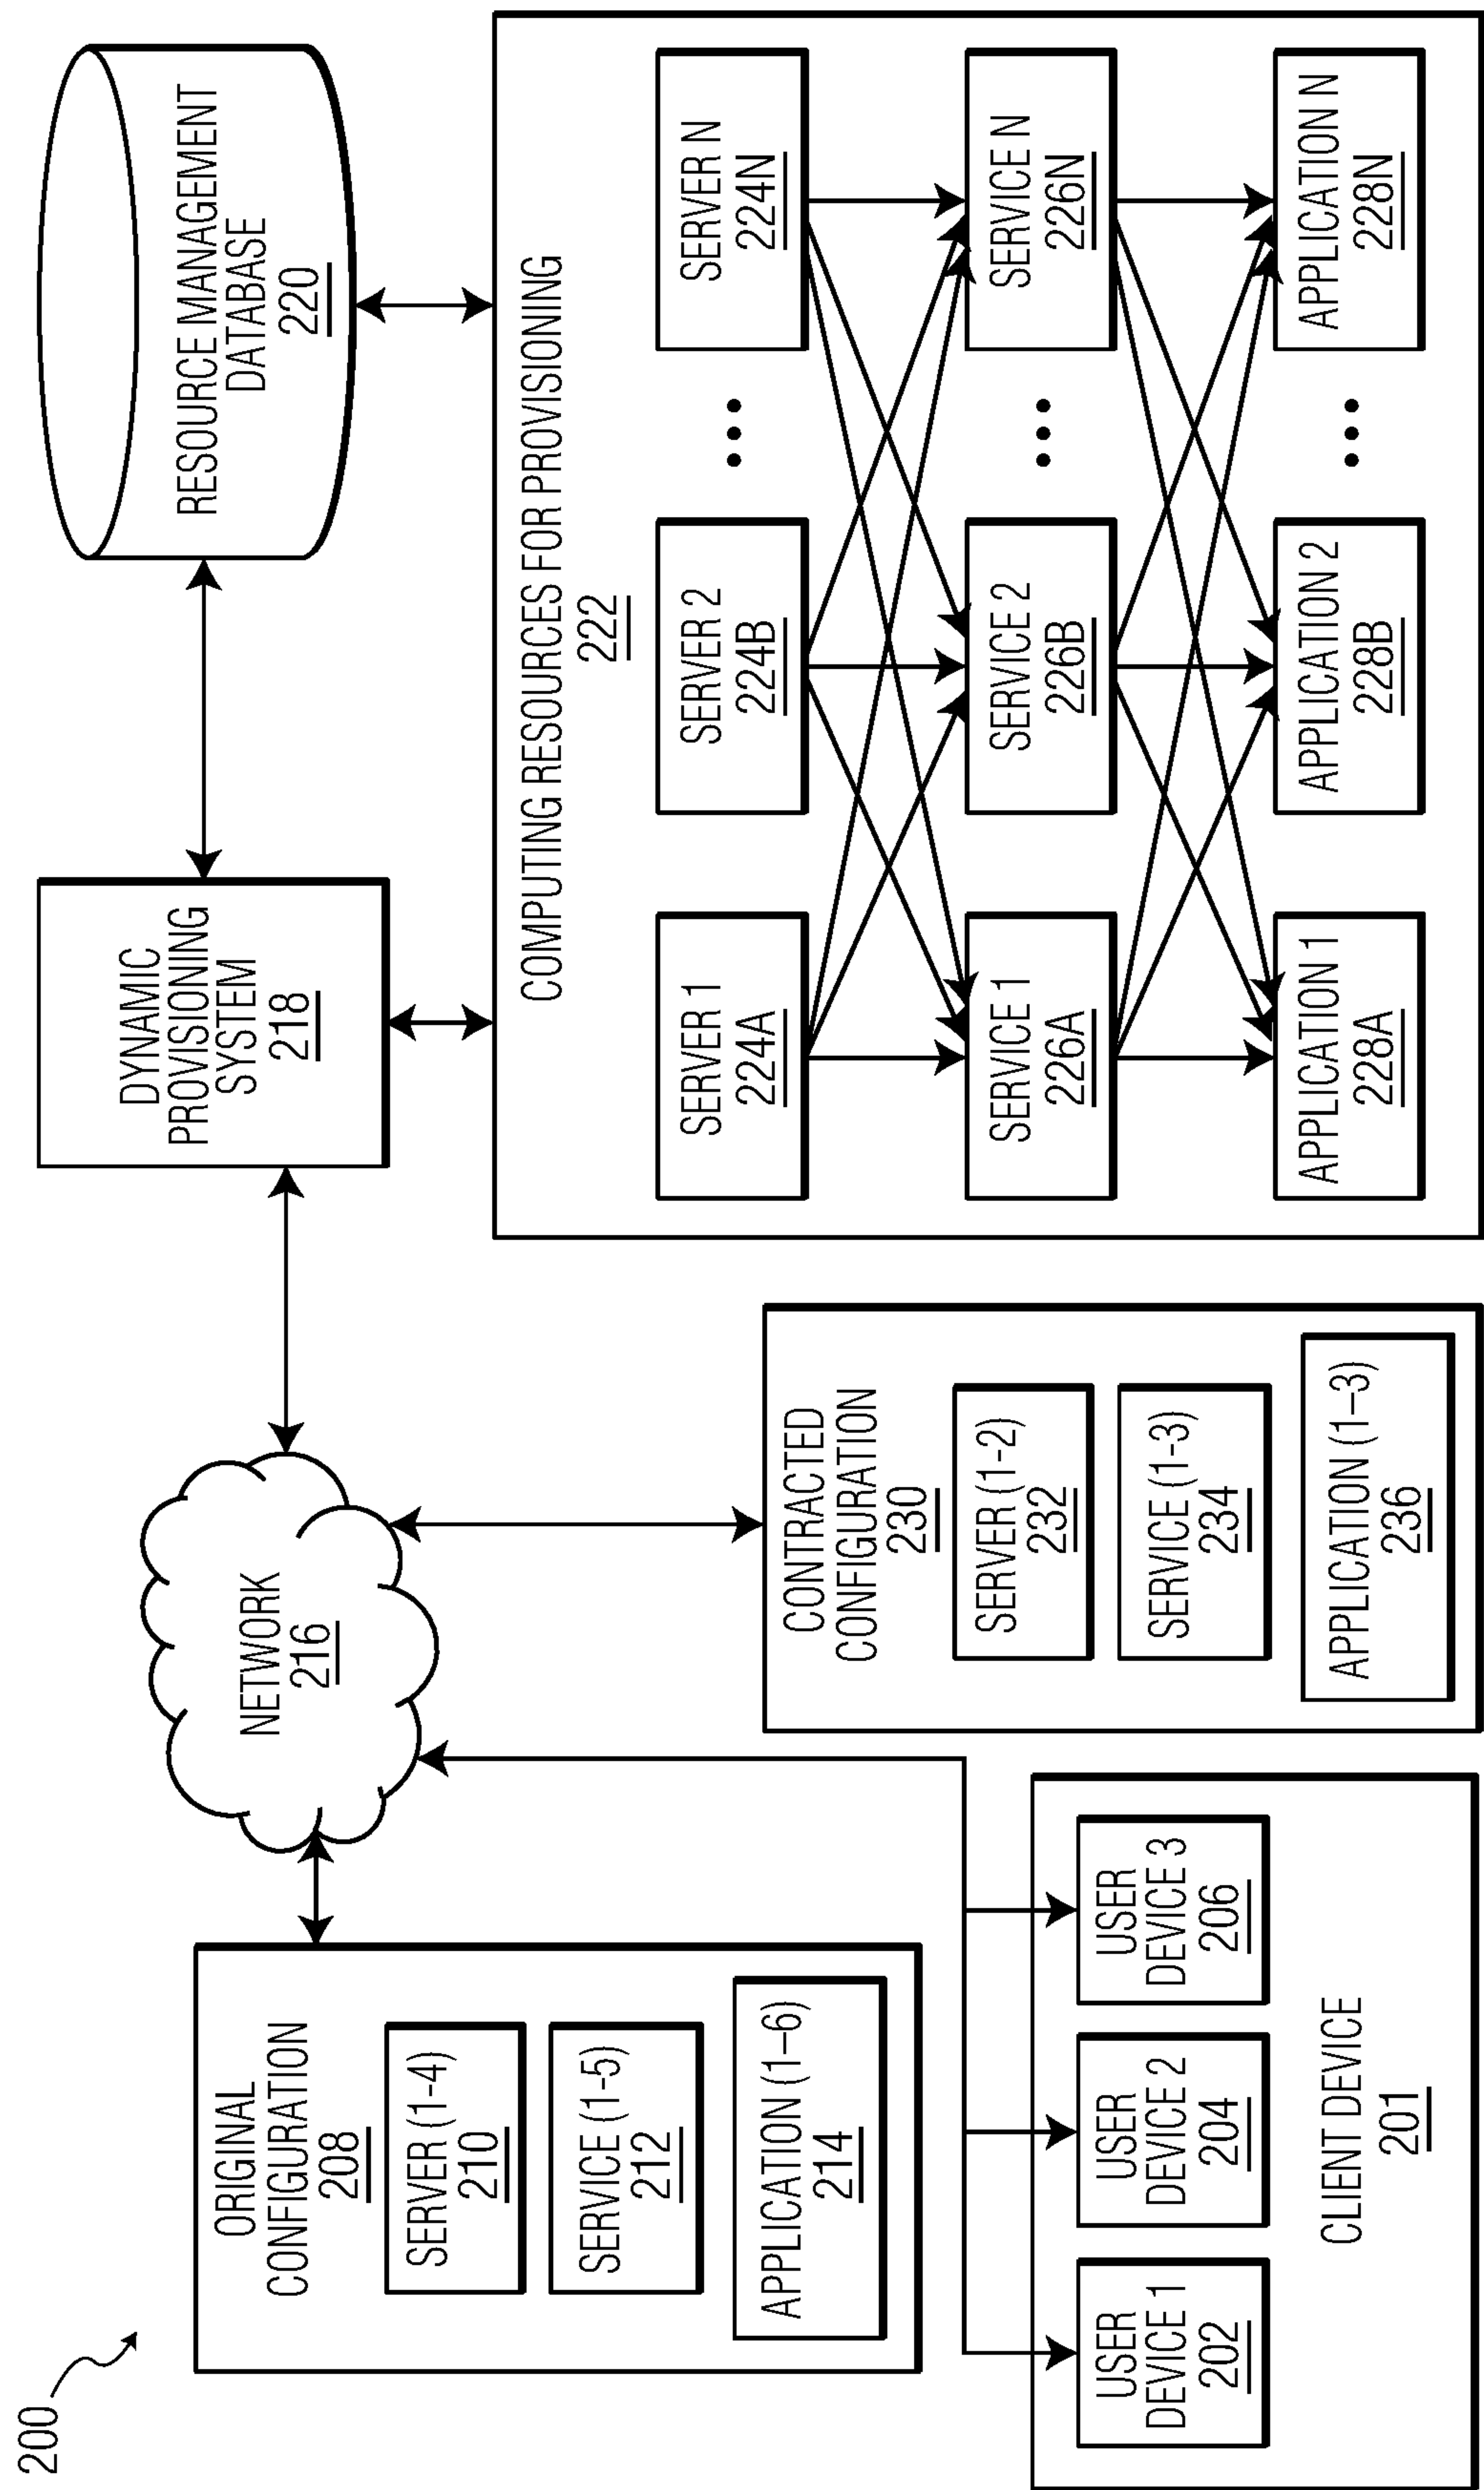 200
ORIGINAL
CONFIGURATION
208
SERVER (1-4)
210
SERVICE (1-5)
212
APPLICATION (1–6)
214
NETWORK
216
DYNAMIC
PROVISIONING
SYSTEM
218
RESOURCE MANAGEMENT
DATABASE
220
USER
DEVICE 1
202
USER
DEVICE 2
204
USER
DEVICE 3
206
CLIENT DEVICE
201
CONTRACTED
CONFIGURATION
230
SERVER (1-2)
232
SERVICE (1-3)
234
APPLICATION (1–3)
236
COMPUTING RESOURCES FOR PROVISIONING
222
SERVER 1
224A
SERVER 2
224B
SERVER N
224N
SERVICE 1
226A
SERVICE 2
226B
SERVICE N
226N
APPLICATION 1
228A
APPLICATION 2
228B
APPLICATION N
228N